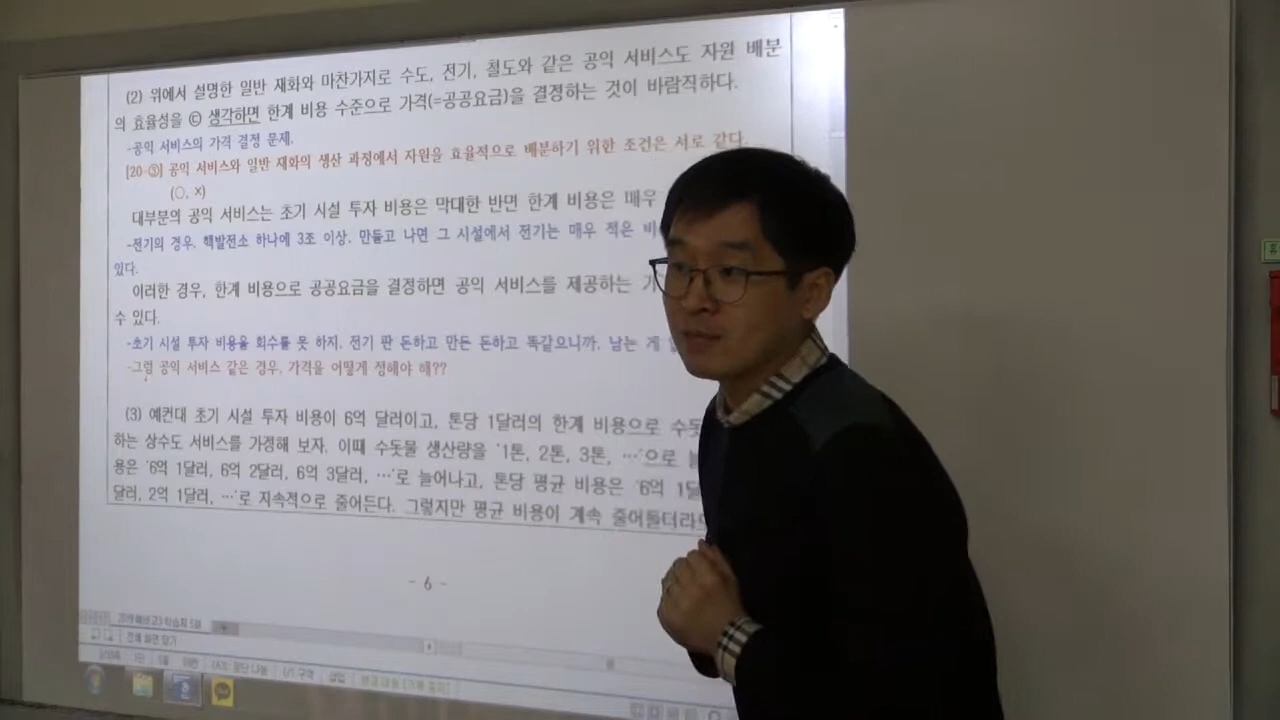 (2) 위에서 설명한 일반 재화와 마찬가지로 수도, 전기, 철도와 같은 공익 서비스도 자원 배분
의 효율성을 ⓒ 생각하면 한계 비용 수준으로 가격(=공공요금)을 결정하는 것이 바람직하다.
-공익 서비스의 가격 결정 문제.
[20-③] 공익 서비스와 일반 재화의 생산 과정에서 자원을 효율적으로 배분하기 위한 조건은 서로 같다.
(○, ×)
대부분의 공익 서비스는 초기 시설 투자 비용은 막대한 반면 한계 비용은 매우
-전기의 경우, 핵발전소 하나에 3조 이상. 만들고 나면 그 시설에서 전기는 매우 적은 비
있다.
이러한 경우, 한계 비용으로 공공요금을 결정하면 공익 서비스를 제공하는 기
수 있다.
-초기 시설 투자 비용을 회수를 못 하지. 전기 판 돈하고 만든 돈하고 똑같으니까. 남는 게
-그럼 공익 서비스 같은 경우, 가격을 어떻게 정해야 해??
(3) 예컨대 초기 시설 투자 비용이 6억 달러이고, 톤당 1달러의 한계 비용으로 수돗
하는 상수도 서비스를 가정해 보자. 이때 수돗물 생산량을 '1톤, 2톤, 3톤, …'으로 늘
용은 '6억 1달러, 6억 2달러, 6억 3달러, …'로 늘어나고, 톤당 평균 비용은 '6억 1달
달러, 2억 1달러, …'로 지속적으로 줄어든다. 그렇지만 평균 비용이 계속 줄어들더라도
- 6 -